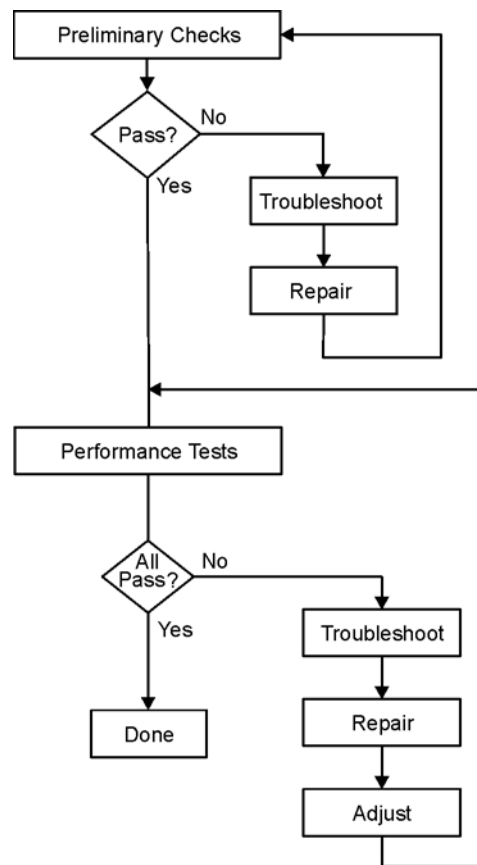 Preliminary Checks
Pass?
No
Yes
Troubleshoot
Repair
Performance Tests
All
Pass?
No
Yes
Troubleshoot
Repair
Done
Adjust